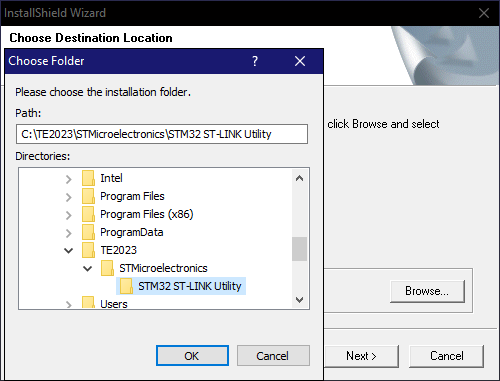 InstallShield Wizard
Choose Destination Location
Choose Folder
?
Please choose the installation folder.
Path:
C:\TE2023\STMicroelectronics\STM32 ST-LINK Utility
Directories:
Intel
Program Files
Program Files (x86)
ProgramData
TE2023
STMicroelectronics
STM32 ST-LINK Utility
Users
OK
Cancel
click Browse and select
Browse...
Next >
Cancel